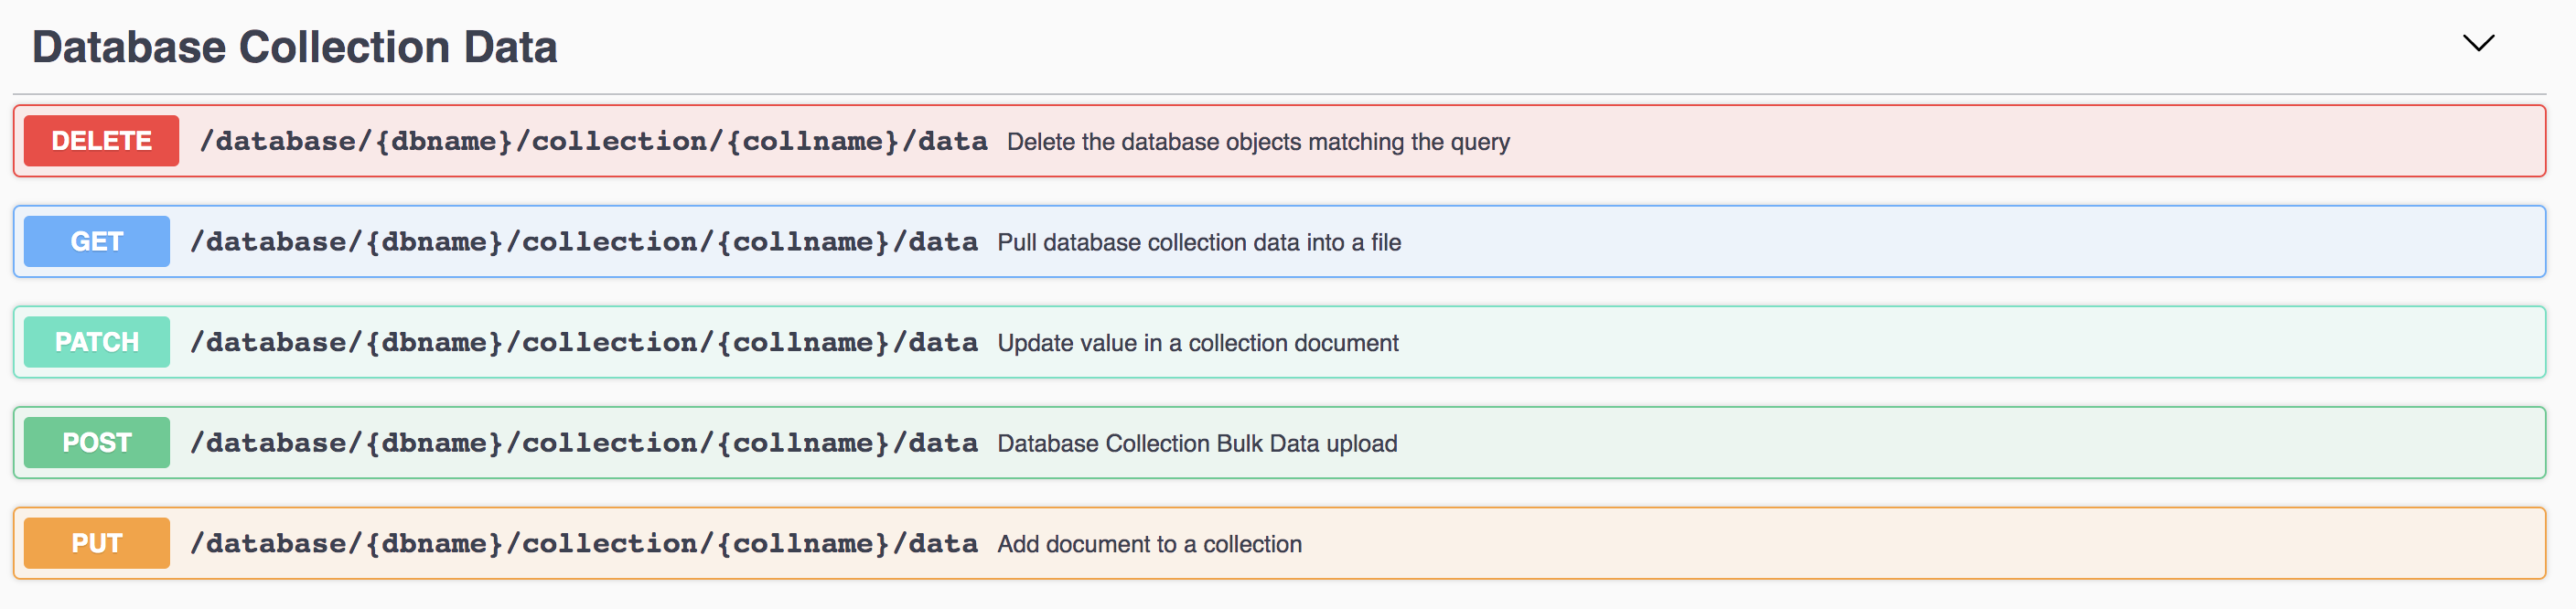 Database Collection Data
DELETE /database/{dbname}/collection/{collname}/data Delete the database objects matching the query
GET /database/{dbname}/collection/{collname}/data Pull database collection data into a file
PATCH /database/{dbname}/collection/{collname}/data Update value in a collection document
POST /database/{dbname}/collection/{collname}/data Database Collection Bulk Data upload
PUT /database/{dbname}/collection/{collname}/data Add document to a collection